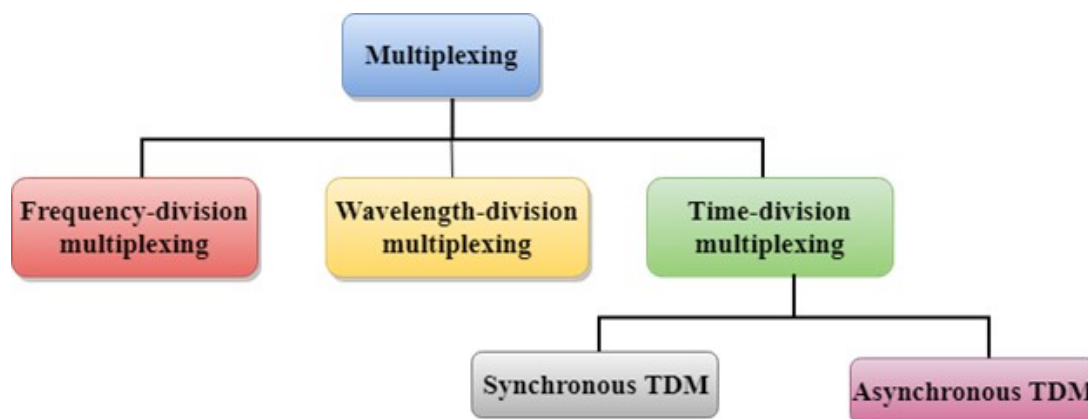 Multiplexing
Frequency-division
multiplexing
Wavelength-division
multiplexing
Time-division
multiplexing
Synchronous TDM
Asynchronous TDM